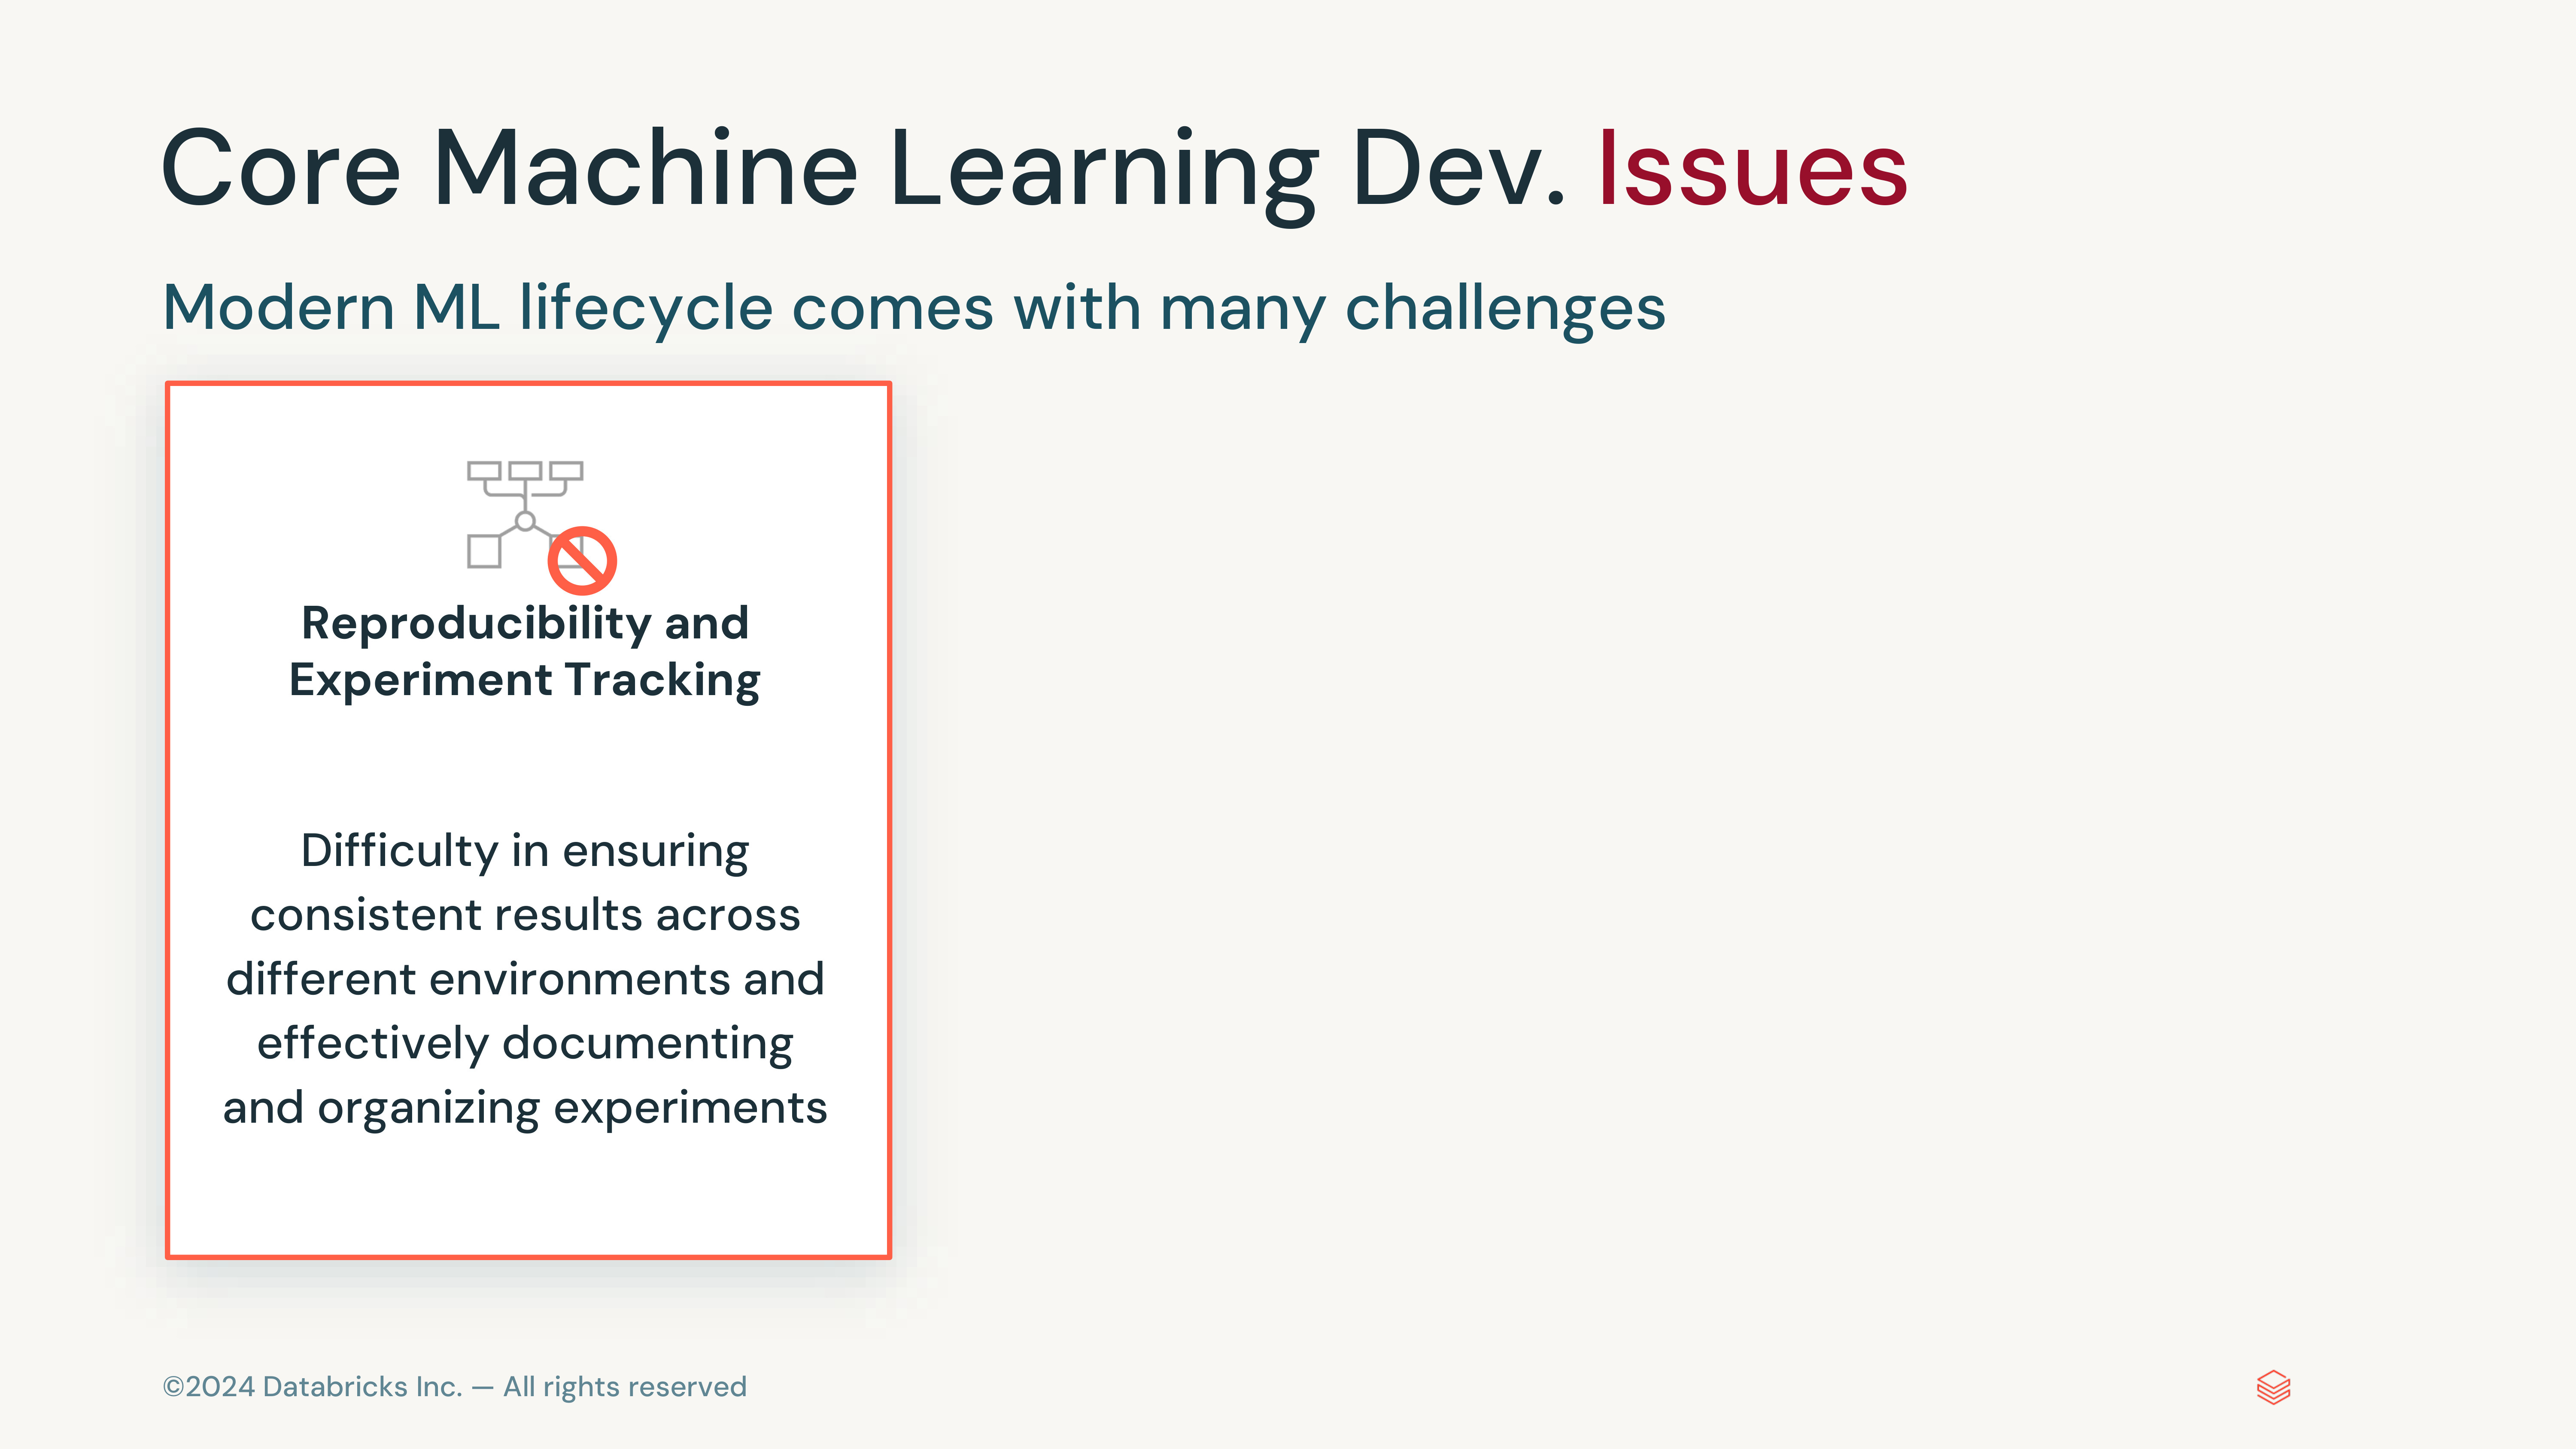 Core Machine Learning Dev. Issues
Modern ML lifecycle comes with many challenges
Reproducibility and
Experiment Tracking
Difficulty in ensuring
consistent results across
different environments and
effectively documenting
and organizing experiments
©2024 Databricks Inc. — All rights reserved